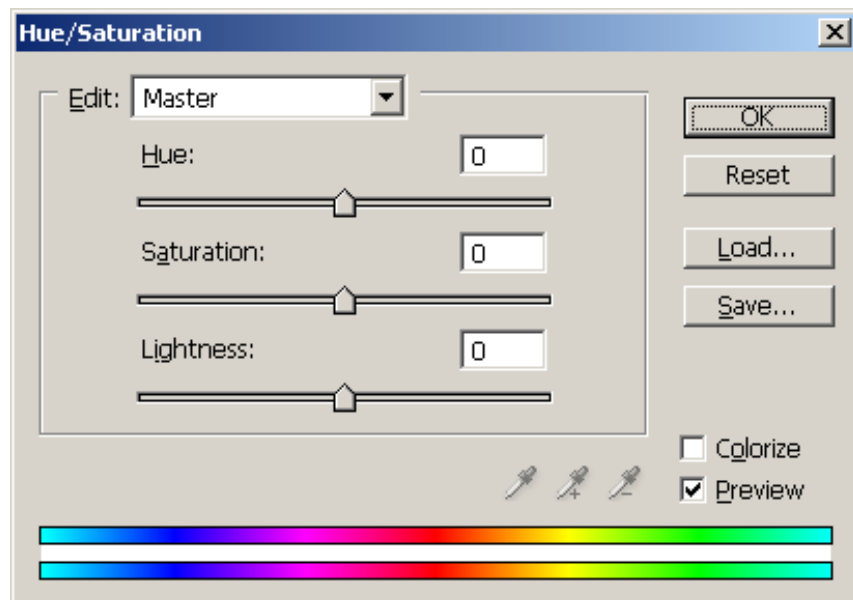 Hue/Saturation
Edit: Master
Hue: 0
Saturation: 0
Lightness: 0
OK
Reset
Load...
Save...
Colorize
Preview